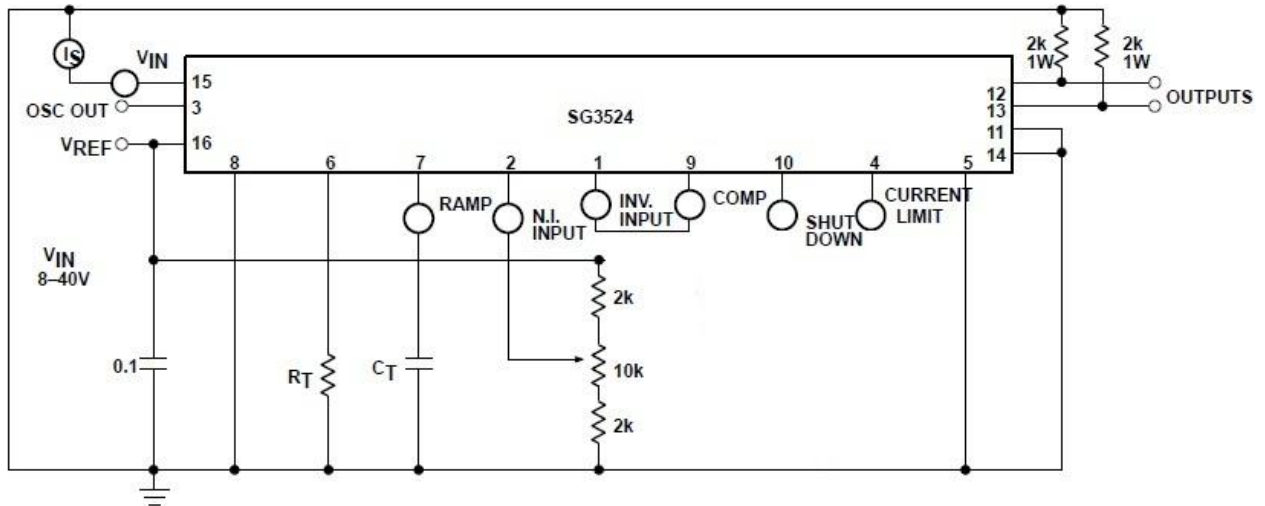 2k
1W
2k
1W
IS
VIN
15
OSC OUT
3
SG3524
12
13
OUTPUTS
VREF
16
11
14
8
6
7
2
1
9
10
4
5
RAMP
N.I.
INPUT
INV.
INPUT
COMP
SHUT
DOWN
CURRENT
LIMIT
VIN
8–40V
2k
0.1
RT
CT
10k
2k